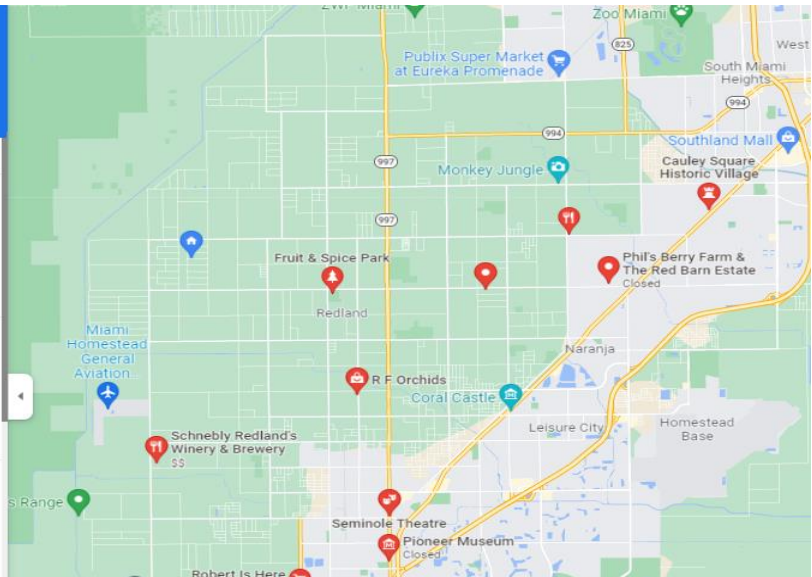 ZWF Miami
Zoo Miami
825
West
Publix Super Market
at Eureka Promenade
South Miami
Heights
994
994
Southland Mall
997
Monkey Jungle
Cauley Square
Historic Village
997
Fruit & Spice Park
Phil's Berry Farm &
The Red Barn Estate
Closed
Redland
Miami
Homestead
General
Aviation
Naranja
R F Orchids
Coral Castle
Leisure City
Homestead
Base
Schnebly Redland's
Winery & Brewery
$$
s Range
Seminole Theatre
Pioneer Museum
Closed
Robert Is Here